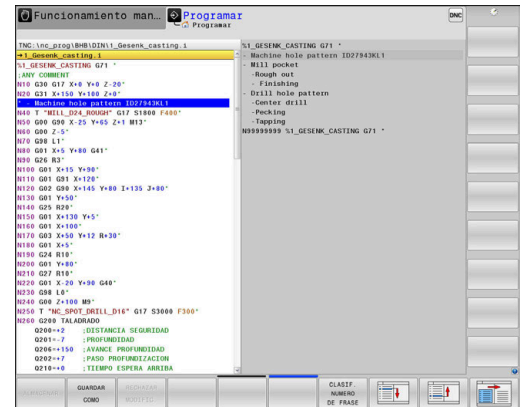 Funcionamiento man...
Programar
Programar
DNC
TNC:\nc_prog\BHB\DIN\1_Gesenk_casting.i
→1_Gesenk_casting.i
%1_GESENK_CASTING G71 *
;ANY COMMENT
N10 G30 G17 X+0 Y+0 Z-20*
N20 G31 X+150 Y+100 Z+0*
* - Machine hole pattern ID27943KL1
N40 T "MILL_D24_ROUGH" G17 S1800 F400*
N50 G00 G90 X-25 Y+65 Z+1 M13*
N60 G00 Z-5*
N70 G98 L1*
N80 G01 X+5 Y+80 G41*
N90 G26 R3*
N100 G01 X+15 Y+90*
N110 G01 G91 X+120*
N120 G02 G90 X+145 Y+80 I+135 J+80*
N130 G01 Y+50*
N140 G25 R20*
N150 G01 X+130 Y+5*
N160 G01 X+100*
N170 G03 X+50 Y+12 R+30*
N180 G01 X+5*
N190 G24 R10*
N200 G01 Y+80*
N210 G27 R10*
N220 G01 X-20 Y+90 G40*
N230 G98 L0*
N240 G00 Z+100 M9*
N250 T "NC_SPOT_DRILL_D16" G17 S3000 F300*
N260 G200 TALADRADO
Q200=+2 ;DISTANCIA SEGURIDAD
Q201=-7 ;PROFUNDIDAD
Q206=+150 ;AVANCE PROFUNDIDAD
Q202=+7 ;PASO PROFUNDIZACION
Q210=+0 ;TIEMPO ESPERA ARRIBA
%1_GESENK_CASTING G71 *
- Machine hole pattern ID27943KL1
- Mill pocket
-Rough out
- Finishing
- Drill hole pattern
-Center drill
-Pecking
-Tapping
N99999999 %1_GESENK_CASTING G71 *
GUARDAR
COMO
CLASIF.
NUMERO
DE FRASE